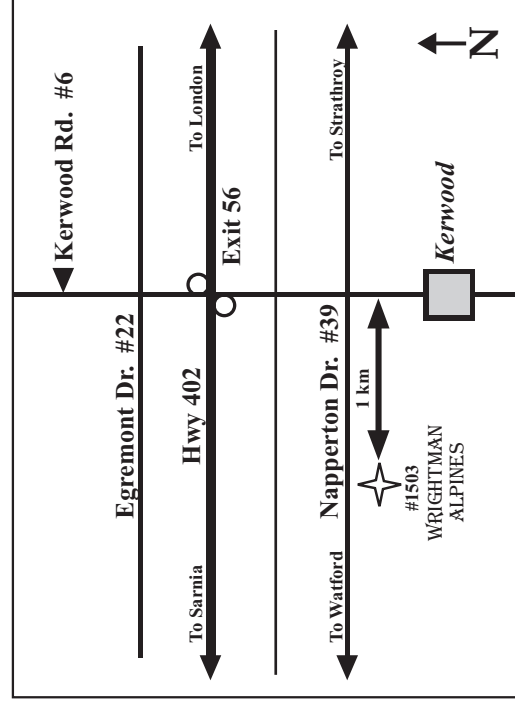 Kerwood Rd. #6
Egremont Dr. #22
To Sarnia
Hwy 402
To London
Exit 56
To Watford
Napperton Dr. #39
To Strathroy
1 km
#1503
WRIGHTMAN
ALPINES
Kerwood
N